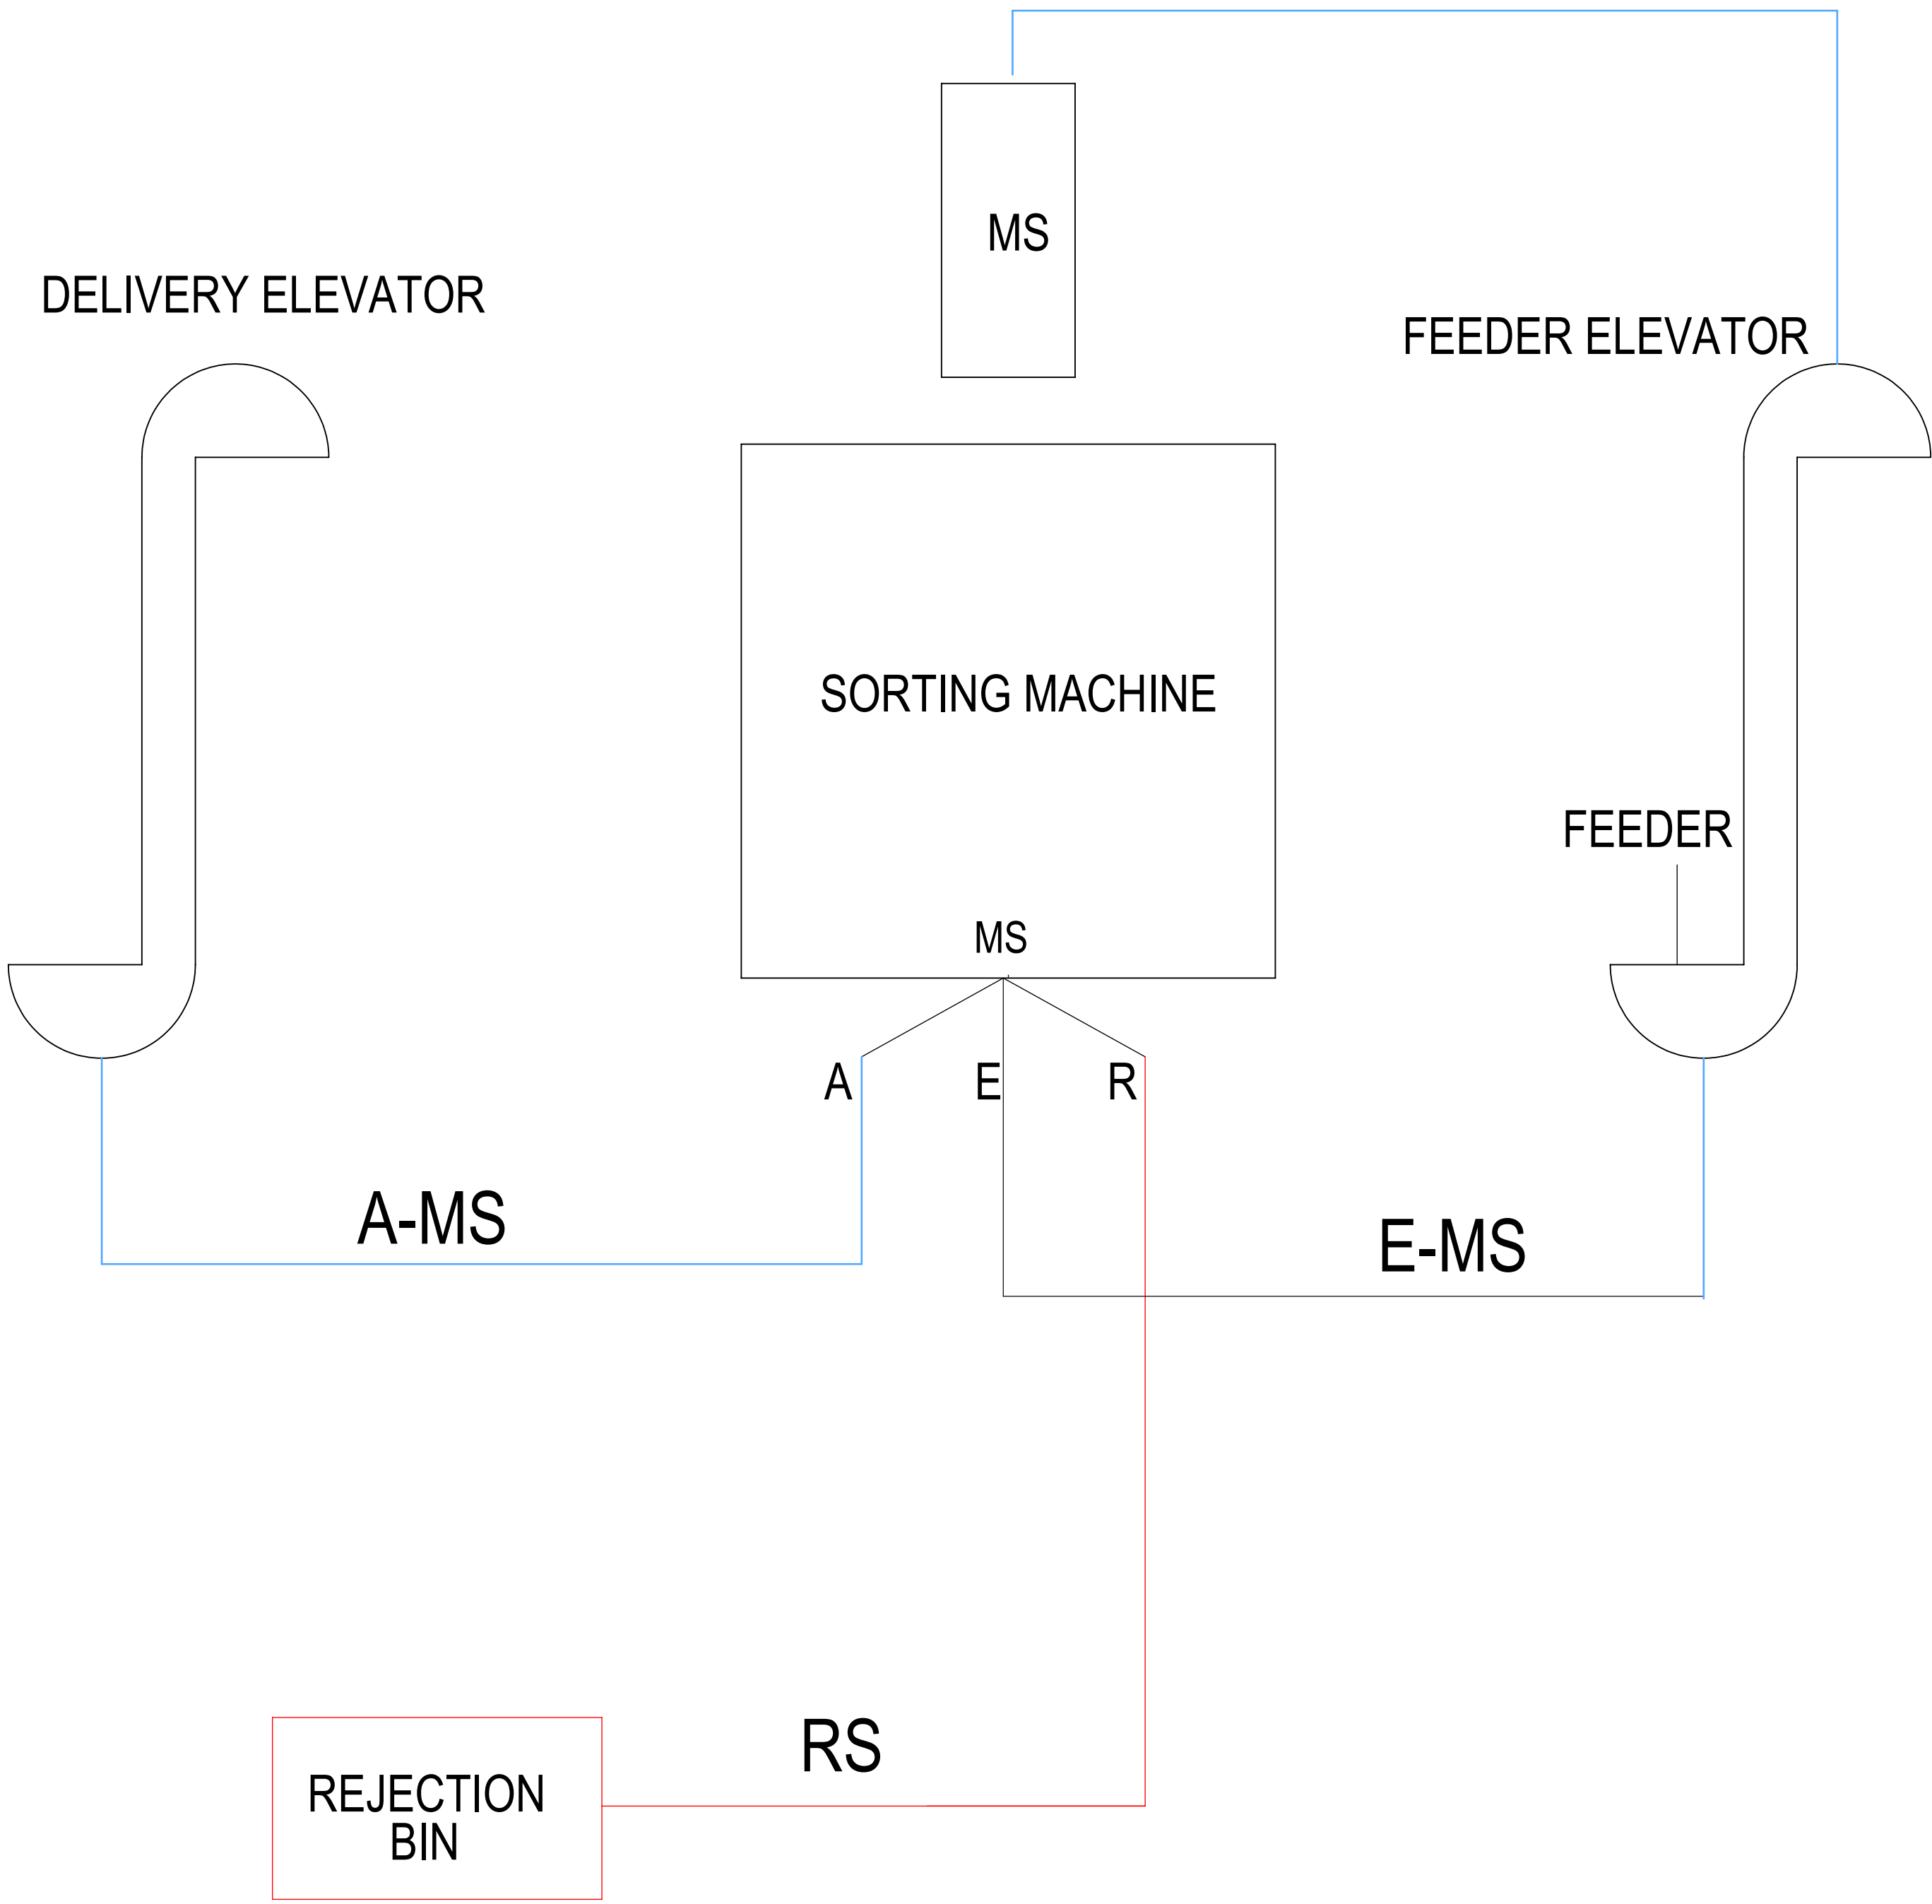 MS
DELIVERY ELEVATOR
FEEDER ELEVATOR
SORTING MACHINE
FEEDER
MS
A
E
R
A-MS
E-MS
RS
REJECTION
BIN